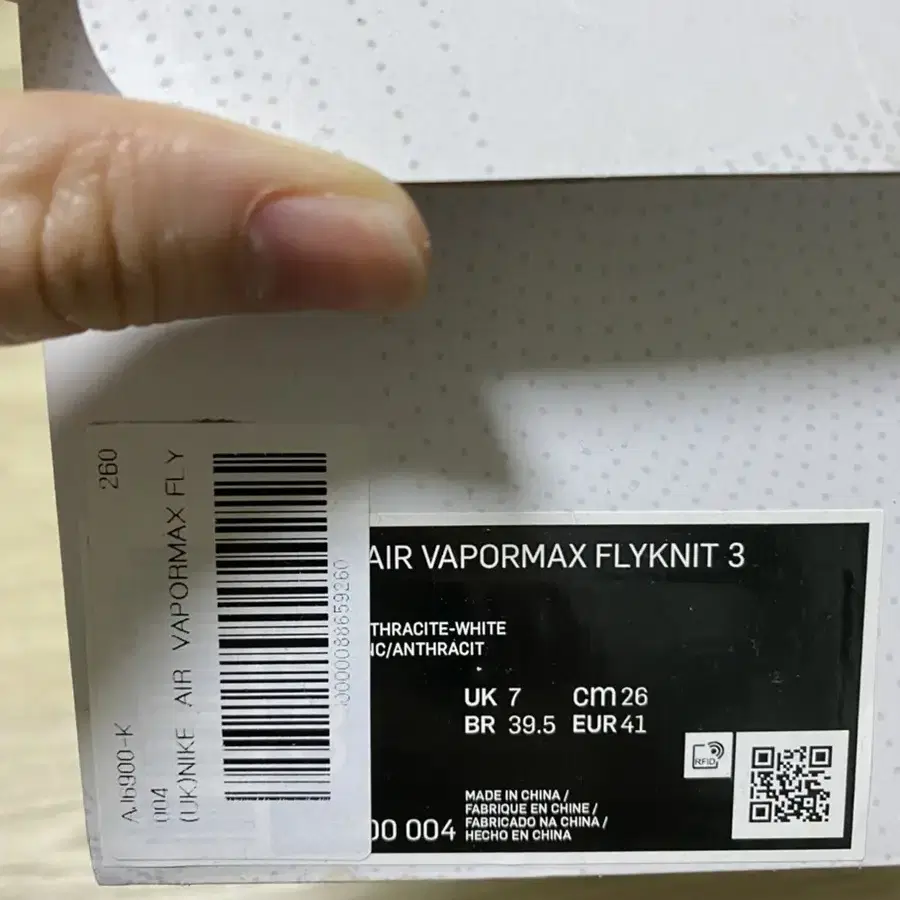 260
AJ6900-K
004
(UK)NIKE AIR VAPORMAX FLY
0000088659260
AIR VAPORMAX FLYKNIT 3
THRACITE-WHITE
NC/ANTHRACIT
UK 7 cm 26
BR 39.5 EUR 41
RFID
00 004
MADE IN CHINA /
FABRIQUE EN CHINE /
FABRICADO NA CHINA /
HECHO EN CHINA